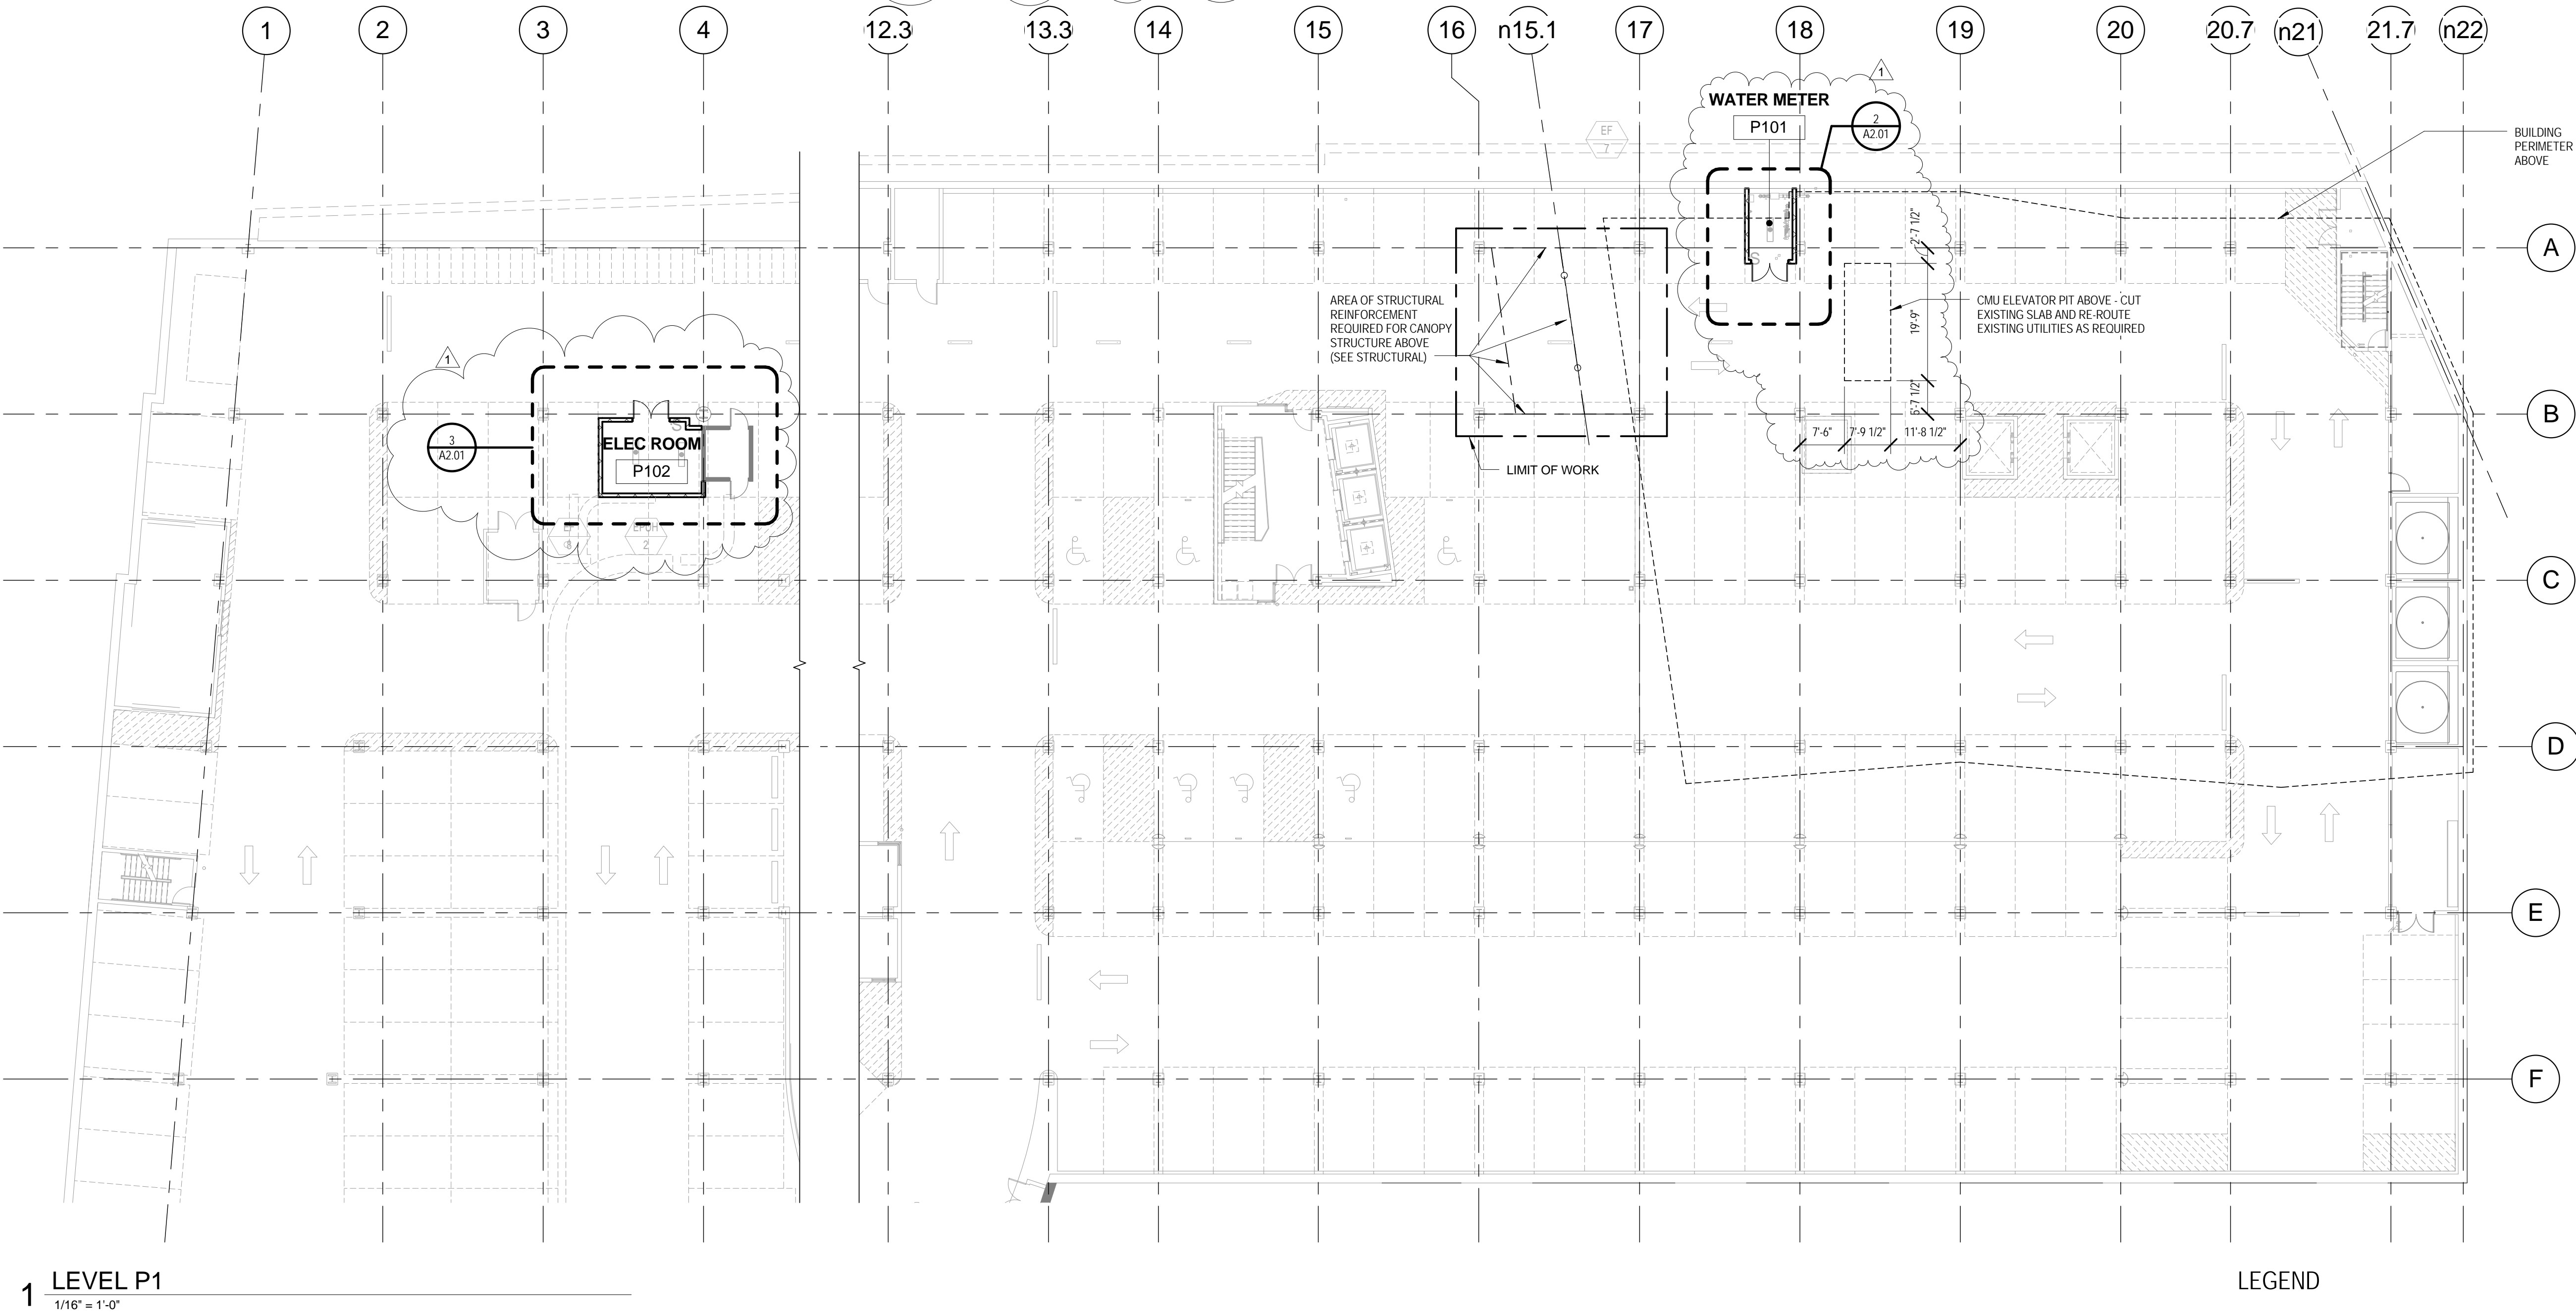 1
2
3
4
12.3
13.3
14
15
16
n15.1
17
18
19
20
20.7
n21
21.7
n22
1
WATER METER
P101
2
A2.01
EF
7
BUILDING
PERIMETER
ABOVE
A
2'-7 1/2"
S
AREA OF STRUCTURAL
REINFORCEMENT
REQUIRED FOR CANOPY
STRUCTURE ABOVE
(SEE STRUCTURAL)
CMU ELEVATOR PIT ABOVE - CUT
EXISTING SLAB AND RE-ROUTE
EXISTING UTILITIES AS REQUIRED
19'-9"
1
B
S
3
A2.01
ELEC ROOM
P102
7'-6"
7'-9 1/2"
11'-8 1/2"
LIMIT OF WORK
EF
8
EPUH
2
C
D
E
F
1
LEVEL P1
1/16" = 1'-0"
LEGEND